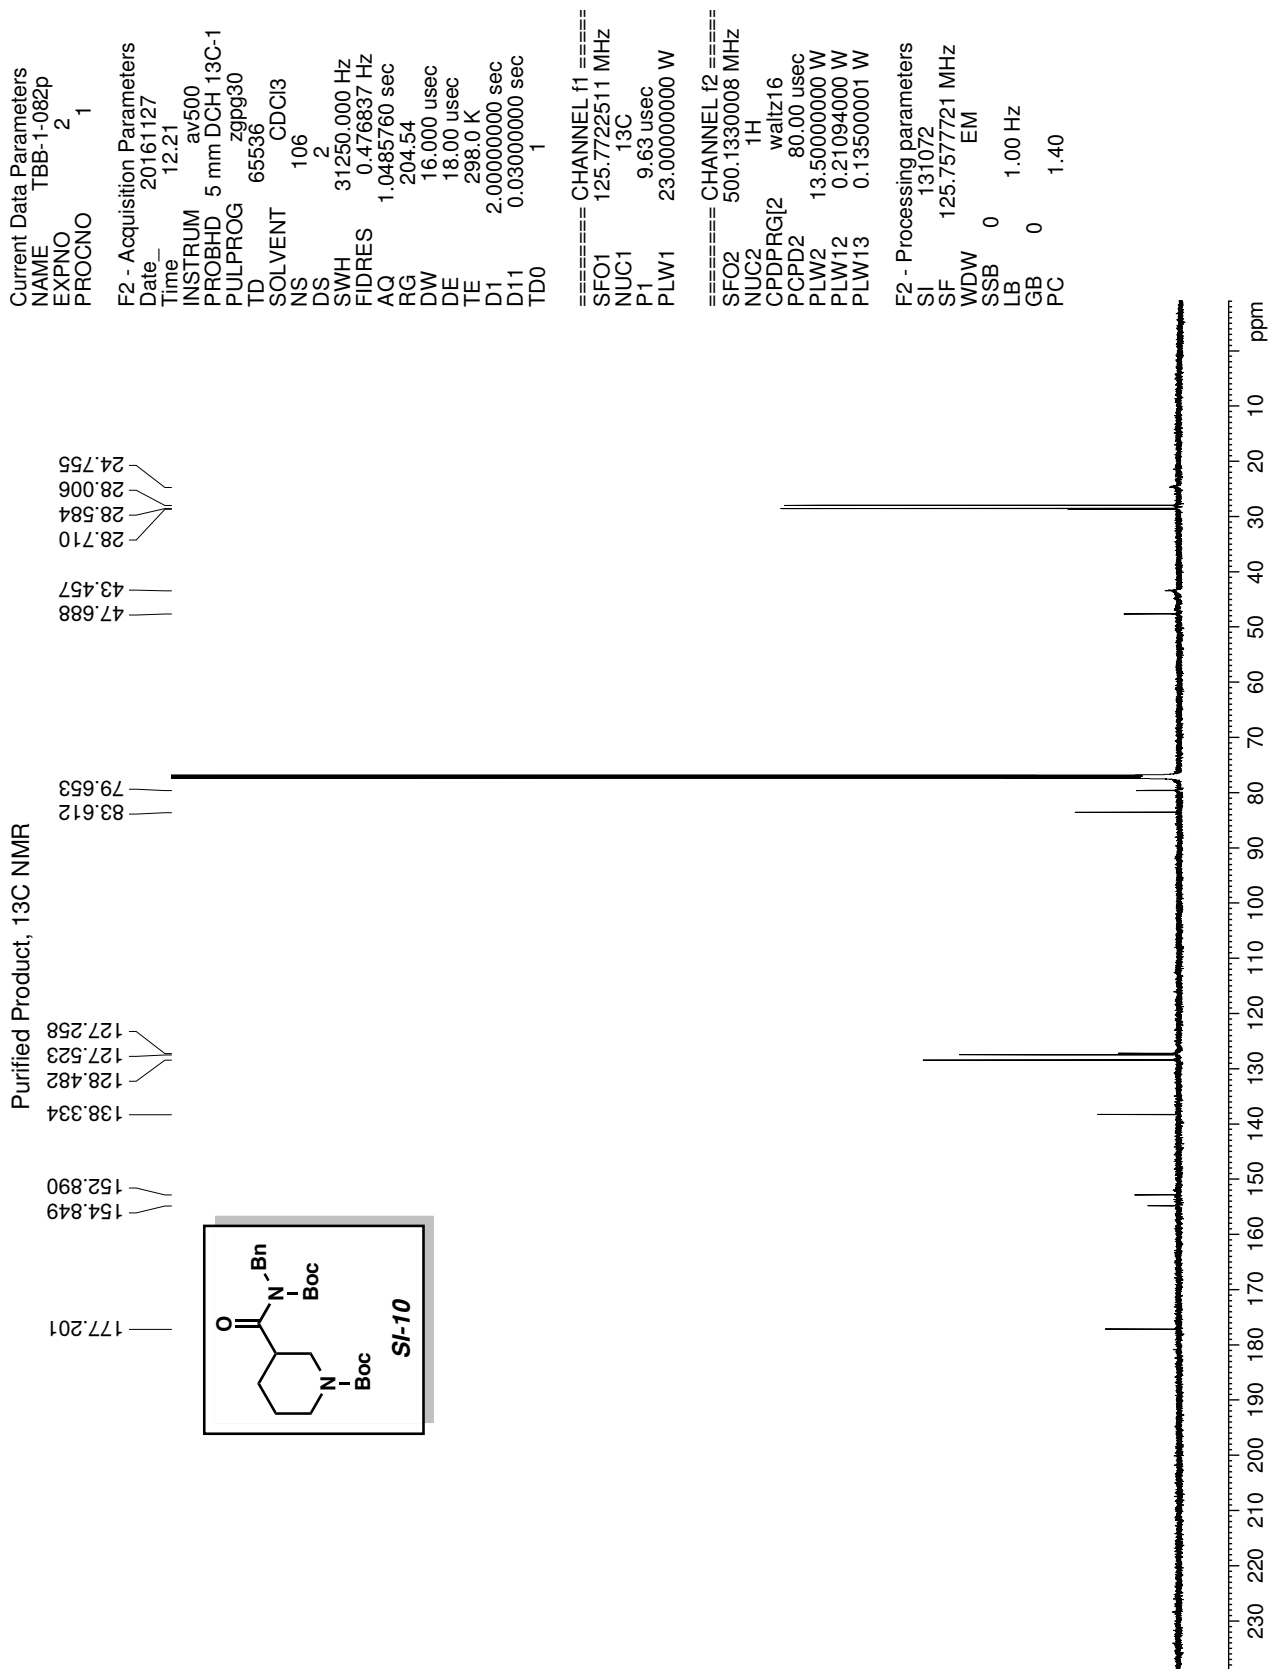 Purified Product, 13C NMR
177.201
154.849
152.890
138.334
128.482
127.523
127.258
83.612
79.653
47.688
43.457
28.710
28.584
28.006
24.755
O
N
Bn
Boc
N
Boc
SI-10
Current Data Parameters
NAME TBB-1-082p
EXPNO 2
PROCNO 1
F2 - Acquisition Parameters
Date_ 20161127
Time 12.21
INSTRUM av500
PROBHD 5 mm DCH 13C-1
PULPROG zgpg30
TD 65536
SOLVENT CDCl3
NS 106
DS 2
SWH 31250.000 Hz
FIDRES 0.476837 Hz
AQ 1.0485760 sec
RG 204.54
DW 16.000 usec
DE 18.00 usec
TE 298.0 K
D1 2.00000000 sec
D11 0.03000000 sec
TD0 1
======== CHANNEL f1 ========
SFO1 125.7722511 MHz
NUC1 13C
P1 9.63 usec
PLW1 23.00000000 W
======== CHANNEL f2 ========
SFO2 500.1330008 MHz
NUC2 1H
CPDPRG[2 waltz16
PCPD2 80.00 usec
PLW2 13.50000000 W
PLW12 0.21094000 W
PLW13 0.13500001 W
F2 - Processing parameters
SI 131072
SF 125.7577721 MHz
WDW EM
SSB 0
LB 1.00 Hz
GB 0
PC 1.40
230 220 210 200 190 180 170 160 150 140 130 120 110 100 90 80 70 60 50 40 30 20 10 ppm